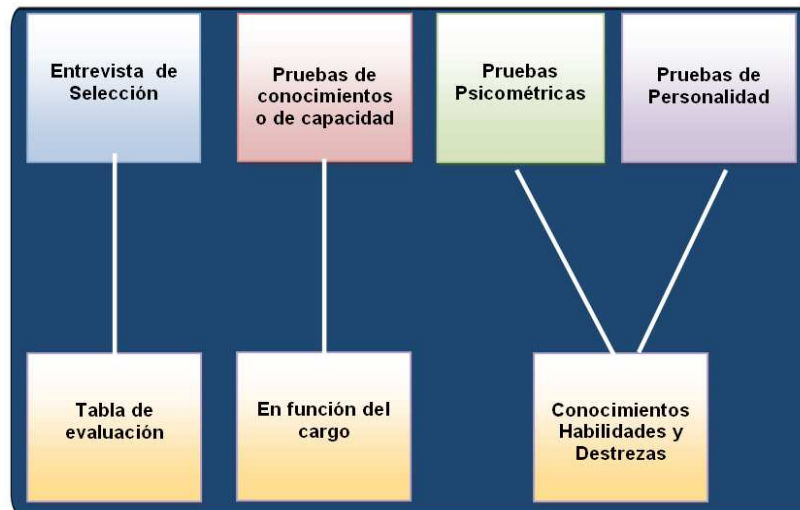 Entrevista de
Selección
Pruebas de
conocimientos
o de capacidad
Pruebas
Psicométricas
Pruebas de
Personalidad
Tabla de
evaluación
En función del
cargo
Conocimientos
Habilidades y
Destrezas